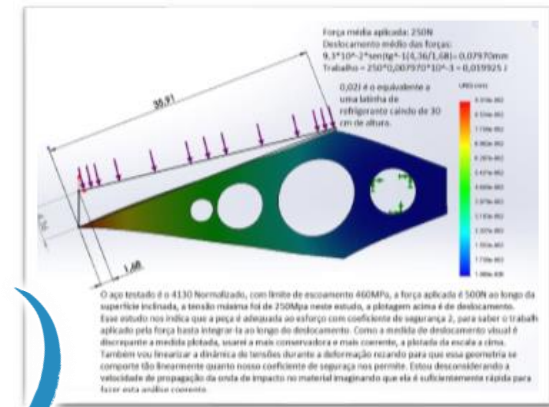 Força média aplicada: 250N
Deslocamento médio das forças:
9,3*10^-2*sen(tg^-1(4,36/1,68)= 0,07970mm
Trabalho = 250*0,007970*10^-3 = 0,019925 J
0,02J é o equivalente a
uma latinha de
refrigerante caindo de 30
cm de altura.
URES (mm)
35,91
1,68
O aço testado é o 4130 Normalizado, com limite de escoamento 460MPa, a força aplicada é 500N ao longo da
superfície inclinada, a tensão máxima foi de 250Mpa neste estudo, a plotagem acima é de deslocamento.
Esse estudo nos indica que a peça é adequada ao esforço com coeficiente de segurança 2, para saber o trabalho
aplicado pela força basta integrar-la ao longo do deslocamento. Como a medida de deslocamento visual é
discrepante a medida plotada, usarei a mais conservadora e mais coerente, a plotada da escala a cima.
Também vou linearizar a dinâmica de tensões durante a deformação rezando para que essa geometria se
comporte tão linearmente quanto nosso coeficiente de seguraça nos permite. Estou desconsiderando a
velocidade de propagação da onda de impacto no material imaginando que ela é suficientemente rápida para
fazer esta análise coerente.